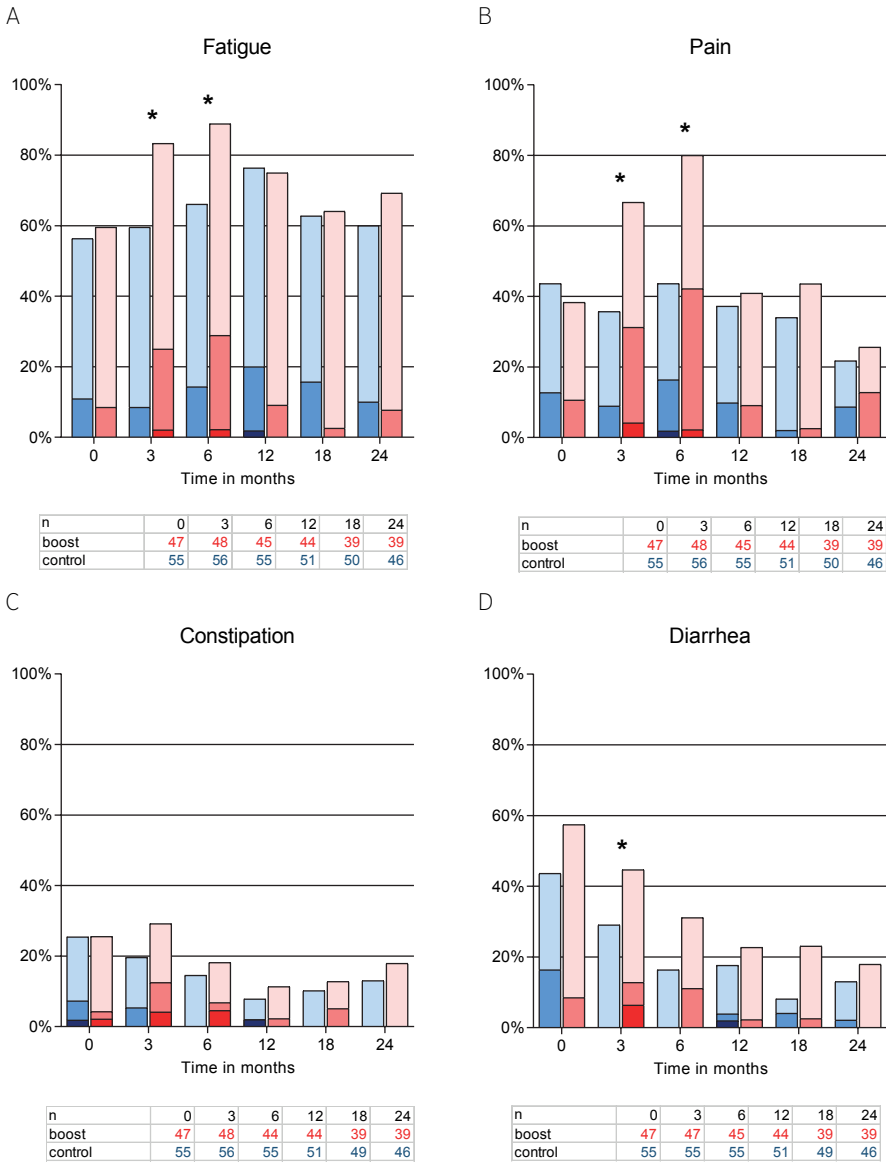 A
Fatigue
100%
80%
60%
40%
20%
0%
* *
0 3 6 12 18 24
Time in months
n 0 3 6 12 18 24
boost 47 48 45 44 39 39
control 55 56 55 51 50 46
B
Pain
100%
80%
60%
40%
20%
0%
* *
0 3 6 12 18 24
Time in months
n 0 3 6 12 18 24
boost 47 48 45 44 39 39
control 55 56 55 51 50 46
C
Constipation
100%
80%
60%
40%
20%
0%
0 3 6 12 18 24
Time in months
n 0 3 6 12 18 24
boost 47 48 44 44 39 39
control 55 56 55 51 49 46
D
Diarrhea
100%
80%
60%
40%
20%
0%
*
0 3 6 12 18 24
Time in months
n 0 3 6 12 18 24
boost 47 47 45 44 39 39
control 55 55 55 51 49 46